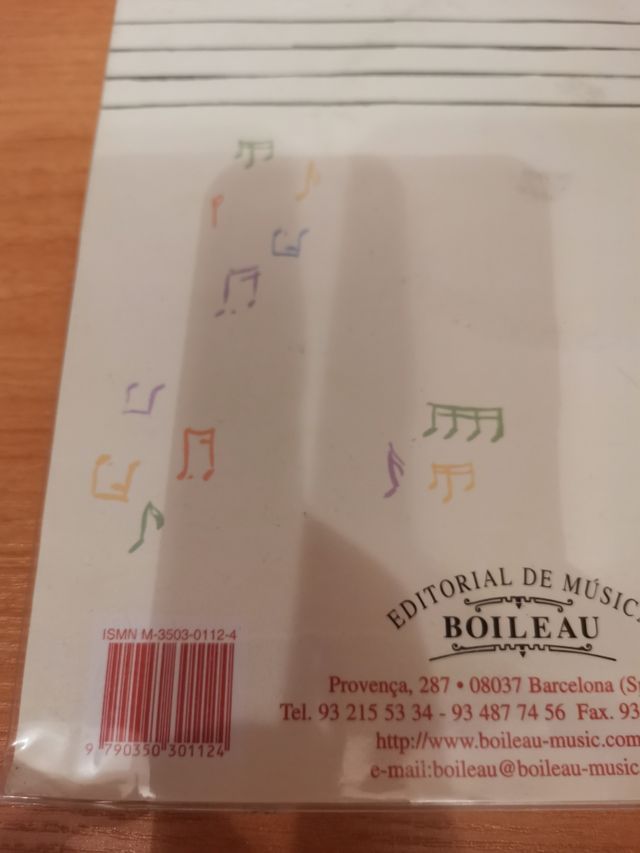 EDITORIAL DE MÚSICA
BOILEAU
ISMN M-3503-0112-4
9 790350 301124
Provença, 287 • 08037 Barcelona
Tel. 93 215 53 34 - 93 487 74 56 Fax. 93
http://www.boileau-music.com
e-mail:boileau@boileau-music